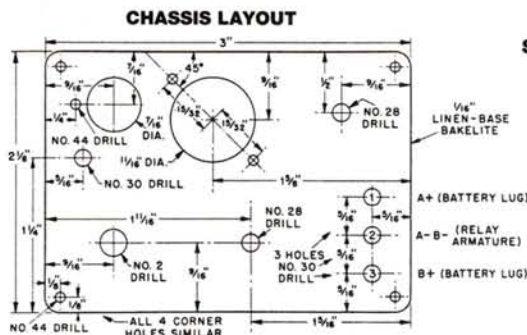 CHASSIS LAYOUT
S
3"
9/16"
7/16"
45°
9/16"
1/2"
9/16"
1/4"
15/32"
15/32"
NO. 28
DRILL
1/16"
LINEN-BASE
BAKELITE
NO. 44
DRILL
7/16"
DIA.
2 1/8"
11/16" DIA.
NO. 30 DRILL
5/16"
1 5/8"
1 A+ (BATTERY LUG)
5/16"
5/16"
1 11/16"
NO. 28
DRILL
1 1/4"
2 A-B- (RELAY
ARMATURE)
3 HOLES
NO. 30
DRILL
5/16"
9/16"
NO. 2
DRILL
9/16"
3 B+ (BATTERY LUG)
1/8"
5/16"
1/8"
NO. 44 DRILL
ALL 4 CORNER
HOLES SIMILAR
1 5/16"